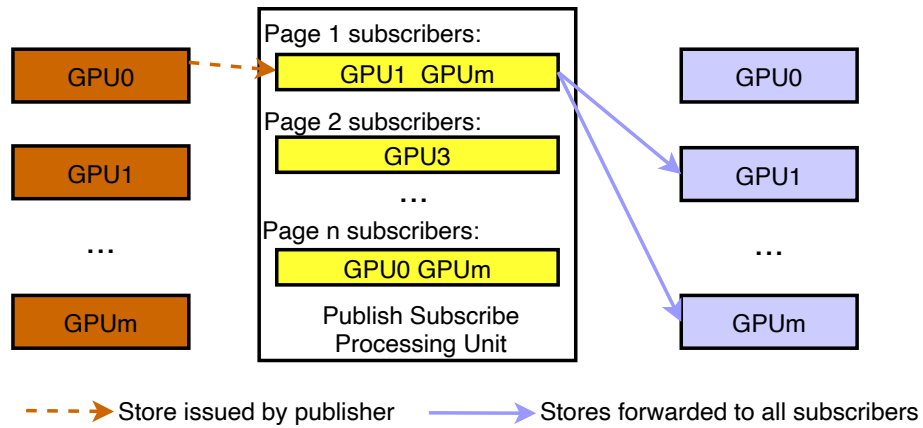 GPU0
GPU1
...
GPUm
Page 1 subscribers:
GPU1 GPUm
Page 2 subscribers:
GPU3
...
Page n subscribers:
GPU0 GPUm
Publish Subscribe
Processing Unit
GPU0
GPU1
...
GPUm
Store issued by publisher
Stores forwarded to all subscribers